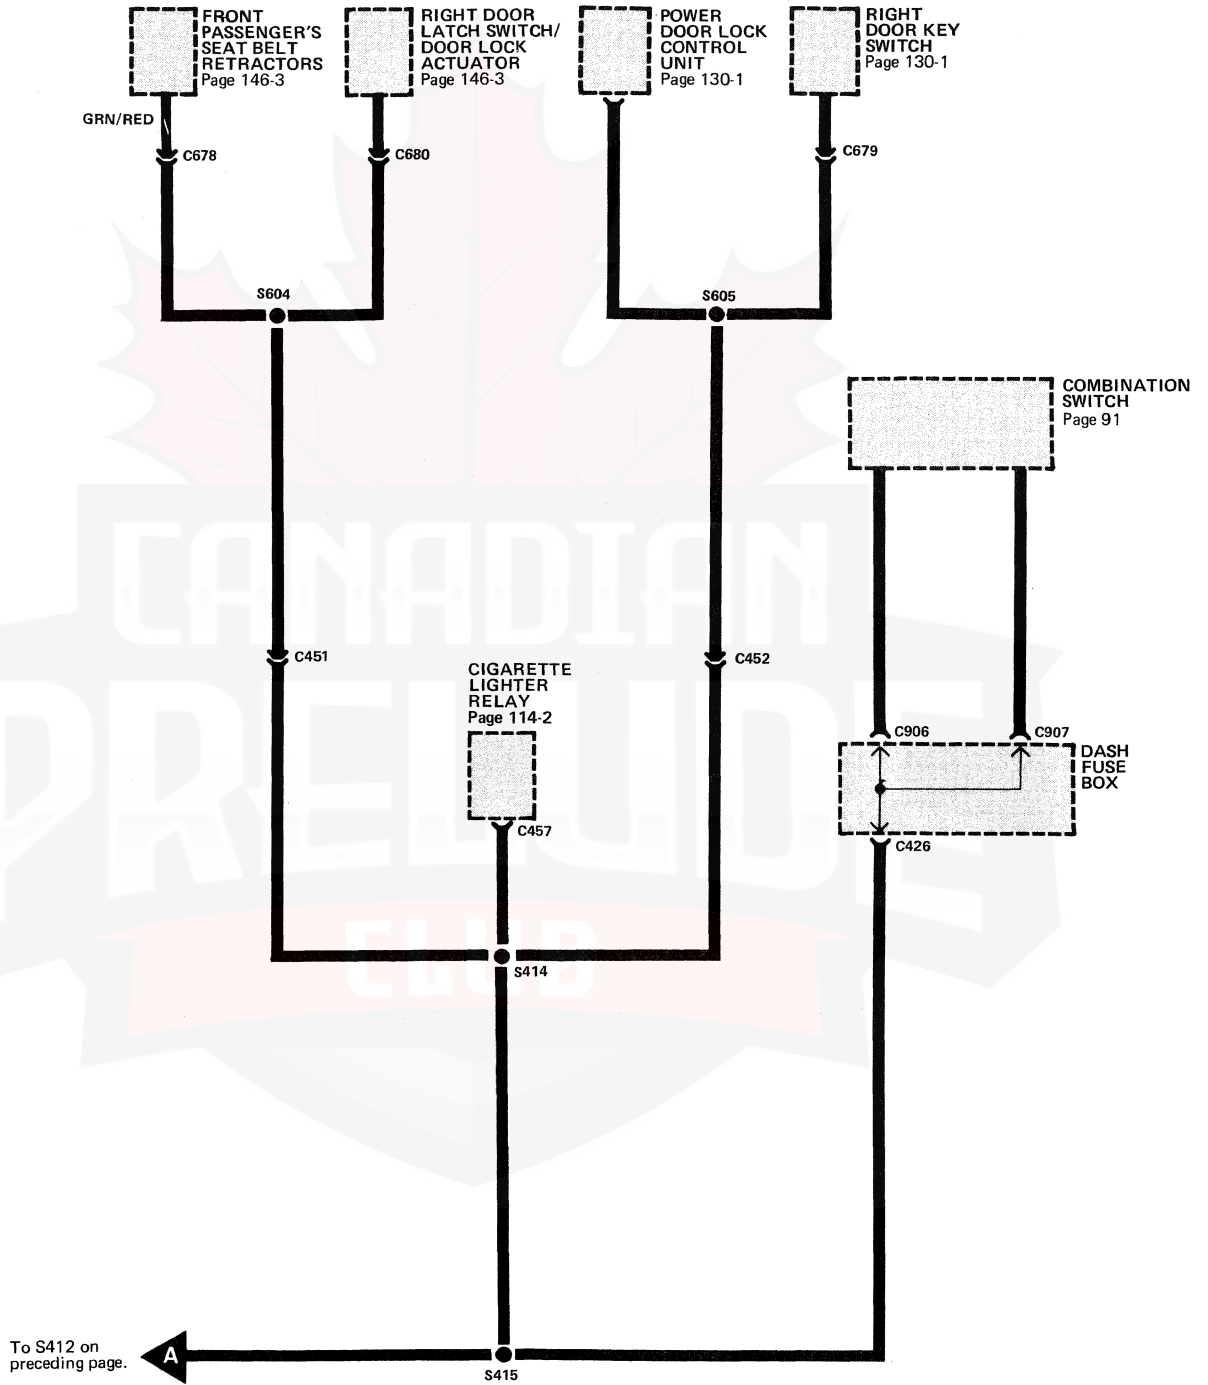 FRONT
PASSENGER'S
SEAT BELT
RETRACTORS
Page 146-3
RIGHT DOOR
LATCH SWITCH/
DOOR LOCK
ACTUATOR
Page 146-3
POWER
DOOR LOCK
CONTROL
UNIT
Page 130-1
RIGHT
DOOR KEY
SWITCH
Page 130-1
GRN/RED
C678
C680
C679
S604
S605
COMBINATION
SWITCH
Page 91
CANADIAN
PRELUDE
CLUB
C451
C452
CIGARETTE
LIGHTER
RELAY
Page 114-2
C457
C906
C907
DASH
FUSE
BOX
C426
S414
To S412 on
preceding page.
A
S415